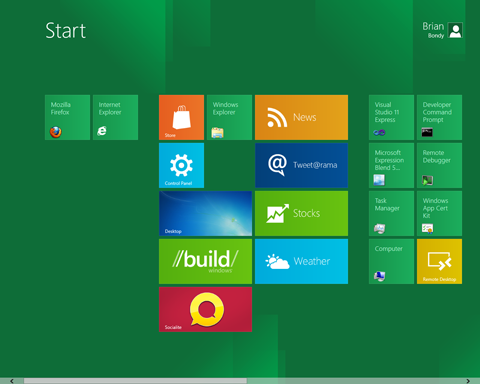 Start
Brian
Bondy
Mozilla
Firefox
Internet
Explorer
Store
Windows
Explorer
News
Control Panel
Tweet@rama
Desktop
Stocks
//build/
windows
Weather
Socialite
Visual
Studio 11
Express
Developer
Command
Prompt
Microsoft
Expression
Blend 5...
Remote
Debugger
Task
Manager
Windows
App Cert
Kit
Computer
Remote Desktop